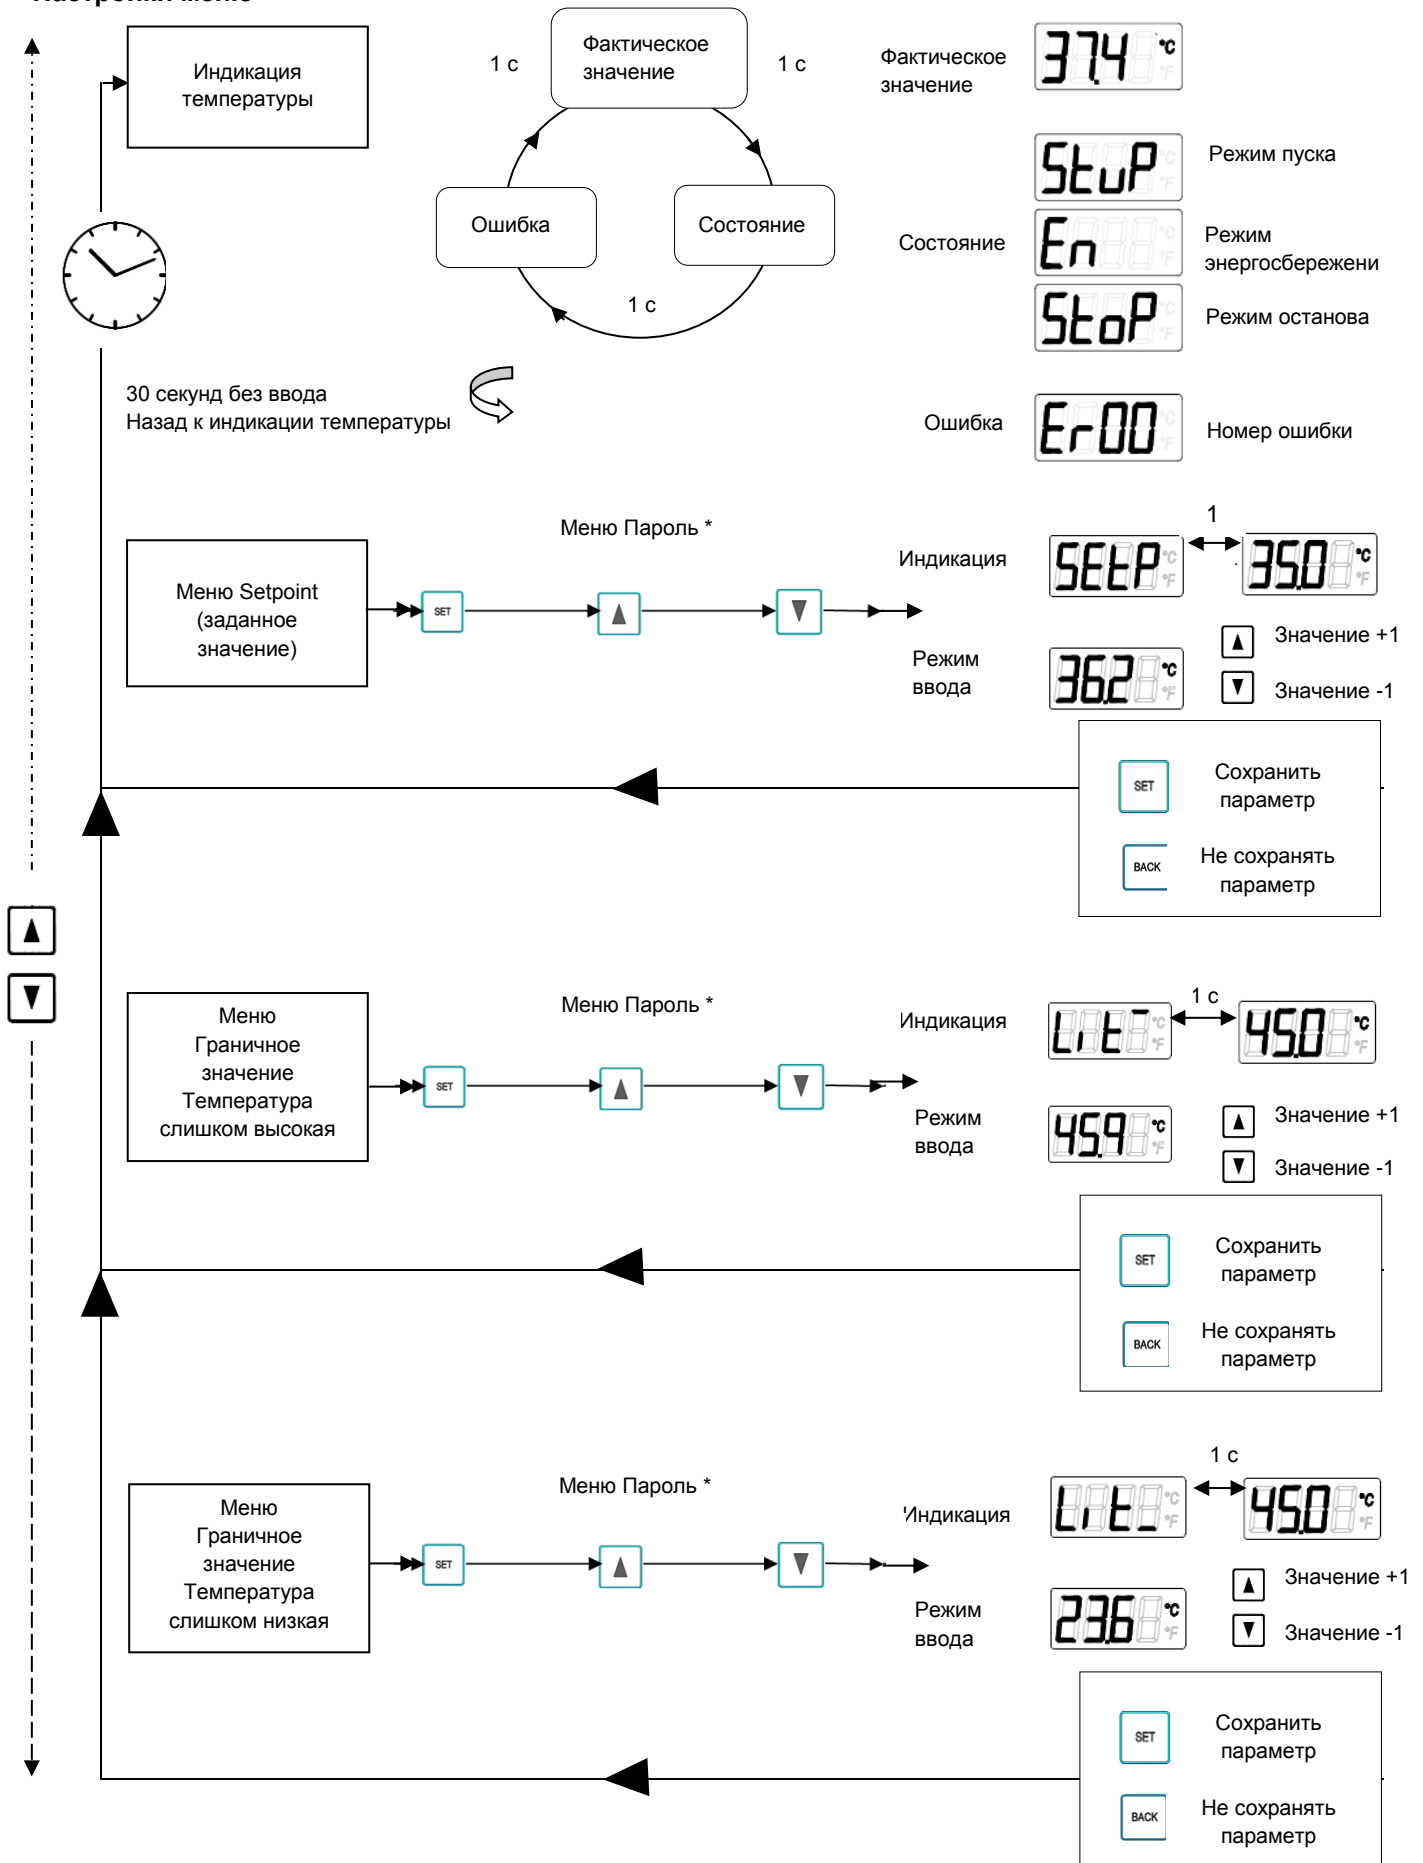 Настройки меню
Индикация
температуры
1 с
Фактическое
значение
1 с
Ошибка
Состояние
1 с
Фактическое
значение
37.4 °C
°F
StuP °C
°F
Режим пуска
Состояние
En °C
°F
Режим
энергосбережени
StoP °C
°F
Режим останова
30 секунд без ввода
Назад к индикации температуры
Ошибка
Er00 °C
°F
Номер ошибки
Меню Setpoint
(заданное
значение)
Меню Пароль *
SET
Индикация
SEtP °C
°F
1
35.0 °C
°F
Режим
ввода
36.2 °C
°F
Значение +1
Значение -1
SET
Сохранить
параметр
BACK
Не сохранять
параметр
Меню
Граничное
значение
Температура
слишком высокая
Меню Пароль *
SET
Индикация
Lit¯ °C
°F
1 с
45.0 °C
°F
Режим
ввода
45.9 °C
°F
Значение +1
Значение -1
SET
Сохранить
параметр
BACK
Не сохранять
параметр
Меню
Граничное
значение
Температура
слишком низкая
Меню Пароль *
SET
Индикация
Lit_ °C
°F
1 с
45.0 °C
°F
Режим
ввода
23.6 °C
°F
Значение +1
Значение -1
SET
Сохранить
параметр
BACK
Не сохранять
параметр